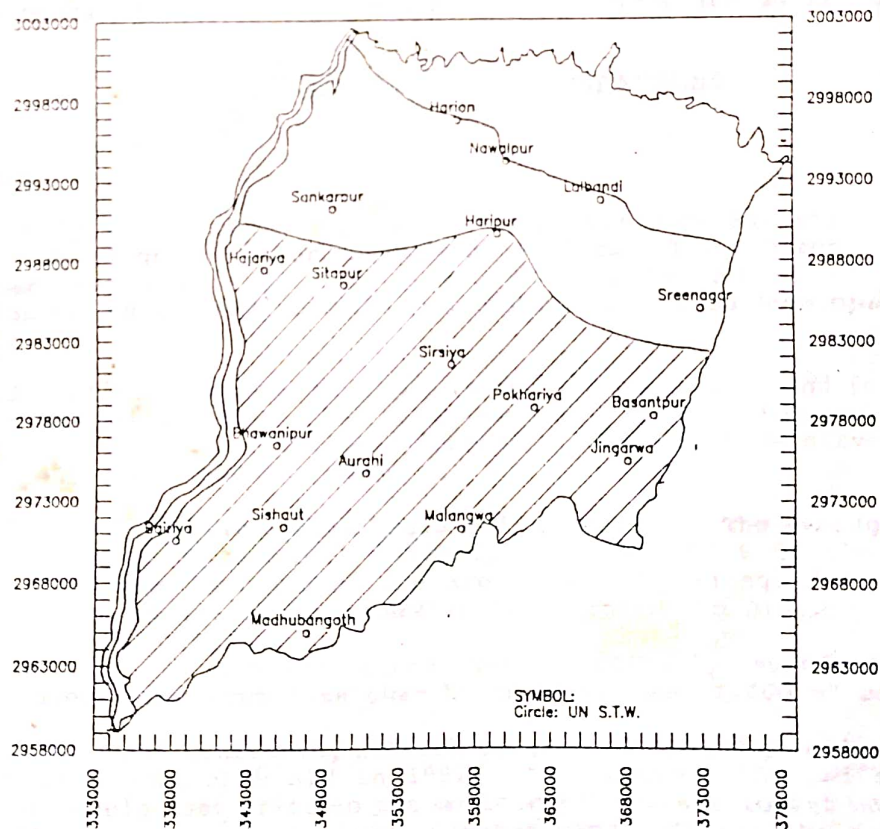 3003000 3003000
2998000 Harion 2998000
Nawalpur
2993000 Lalbandi 2993000
Sankarpur
Haripur
2988000 Hajariya 2988000
Sitapur
Sreenagar
2983000 2983000
Sirsiya
Pokhariya Basantpur
2978000 2978000
Bhawanipur
Jingarwa
Aurahi
2973000 2973000
Sishaut Malangwa
2968000 2968000
Madhubangoth
2963000 2963000
SYMBOL:
Circle: UN S.T.W.
2958000 2958000
333000 338000 343000 348000 353000 358000 363000 368000 373000 378000